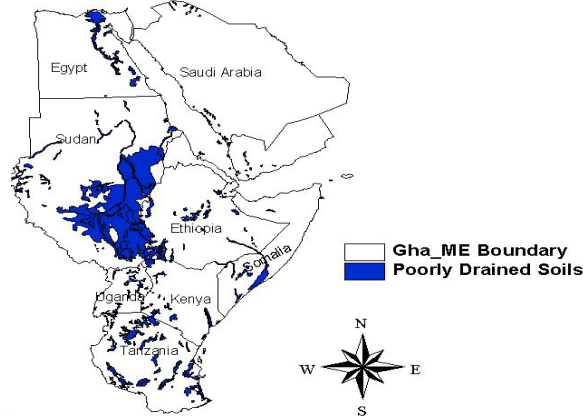 Egypt
Saudi Arabia
Sudan
Ethiopia
Somalia
Uganda
Kenya
Tanzania
Gha_ME Boundary
Poorly Drained Soils
N
W E
S